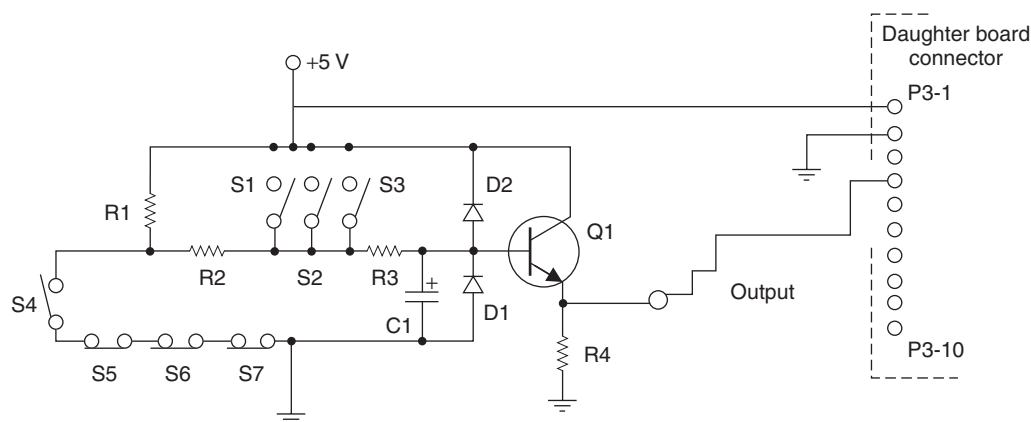 Daughter board
connector
+5 V
P3-1
S1
S3
D2
R1
Q1
R2
S2
R3
S4
+
C1
D1
Output
R4
P3-10
S5
S6
S7